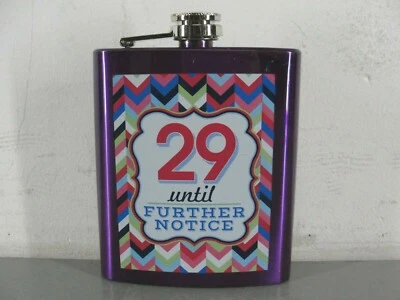 29
until
FURTHER
NOTICE